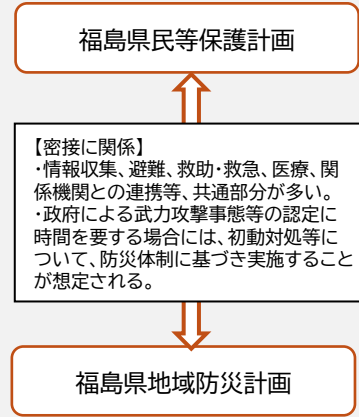 福島県民等保護計画
【密接に関係】
・情報収集、避難、救助・救急、医療、関
係機関との連携等、共通部分が多い。
・政府による武力攻撃事態等の認定に
時間を要する場合には、初動対処等に
ついて、防災体制に基づき実施すること
が想定される。
福島県地域防災計画